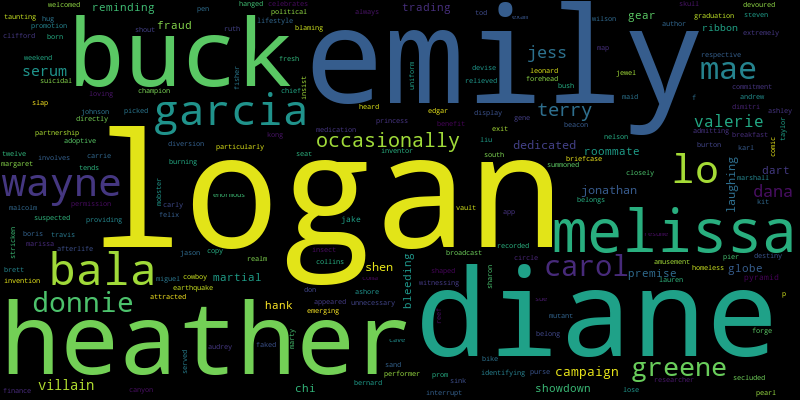 welcomed
hanged
celebrates
skull
devoured
reminding
pen
political
trading
always
tod
gear
author
steven
taunting
hug
lifestyle
wilson
graduation
promotion
fraud
shout
ruth
blaming
ribbon
clifford
born
buck
emily
map
extremely
weekend
fresh
jess
respective
serum
suicidal
fisher
chief
uniform
devise
leonard
mae
loving
champion
insist
relieved
forehead
jewel
commitment
slap
garcia
heard
edgar
terry
bush
maid
f
andrew
johnson
picked
princess
benefit
display
gene
dimitri
ashley
directly
beacon
valerie
partnership
medication
exit
admitting
breakfast
taylor
adoptive
kong
occasionally
liu
dedicated
nelson
burton
kari
diversion
inventor
roommate
comic
twelve
involves
carrie
particularly
seat
south
briefcase
closely
margaret
tends
burning
summoned
lo
laughing
dart
marshall
wayne
mobster
logan
enormous
jonathan
dana
permission
carly
belongs
kit
malcolm
felix
vault
app
suspected
providing
jake
melissa
boris
travis
stricken
afterlife
jason
copy
recorded
marissa
realm
broadcast
pier
destiny
bala
collins
shen
circle
carol
amusement
homeless
brett
miguel
cowboy
martial
bleeding
sharon
premise
globe
invention
earthquake
don
ashore
witnessing
lauren
pyramid
donnie
attracted
hank
appeared
unnecessary
diane
p
heather
emerging
mutant
forge
audrey
faked
marty
cave
belong
served
sand
bike
greene
villain
performer
prom
identifying
purse
campaign
secluded
finance
canyon
chi
bernard
sink
researcher
interrupt
showdown
lose
pearl